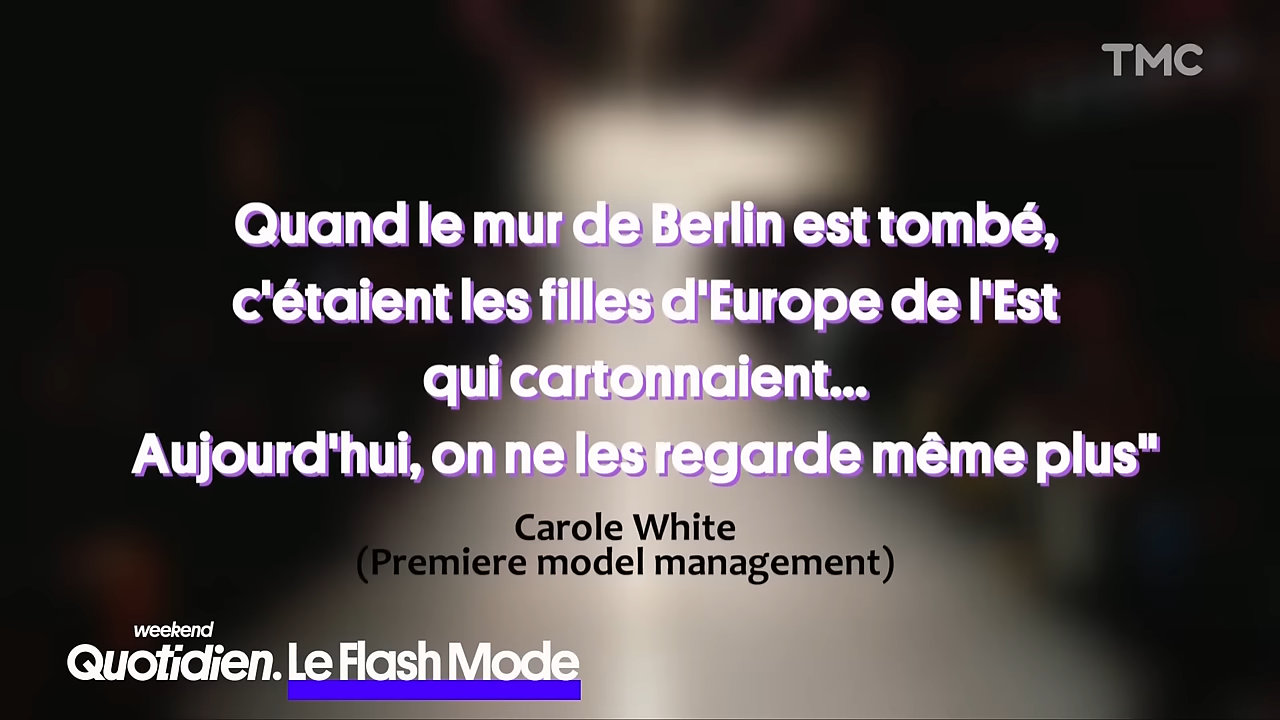 TMC
Quand le mur de Berlin est tombé,
c'étaient les filles d'Europe de l'Est
qui cartonnaient...
Aujourd'hui, on ne les regarde même plus"
Carole White
(Premiere model management)
weekend
Quotidien. Le Flash Mode